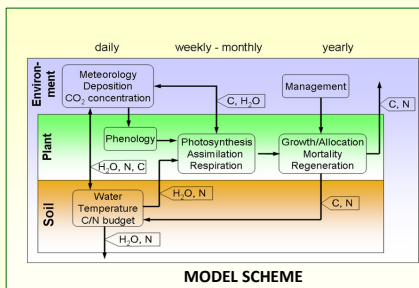 daily weekly - monthly yearly
Environ-
ment
Meteorology
Deposition
CO₂ concentration
C, H₂O
Management
C, N
Plant
Phenology
Photosynthesis
Assimilation
Respiration
Growth/Allocation
Mortality
Regeneration
H₂O, N, C
H₂O, N
C, N
Soil
Water
Temperature
C/N budget
H₂O, N
MODEL SCHEME